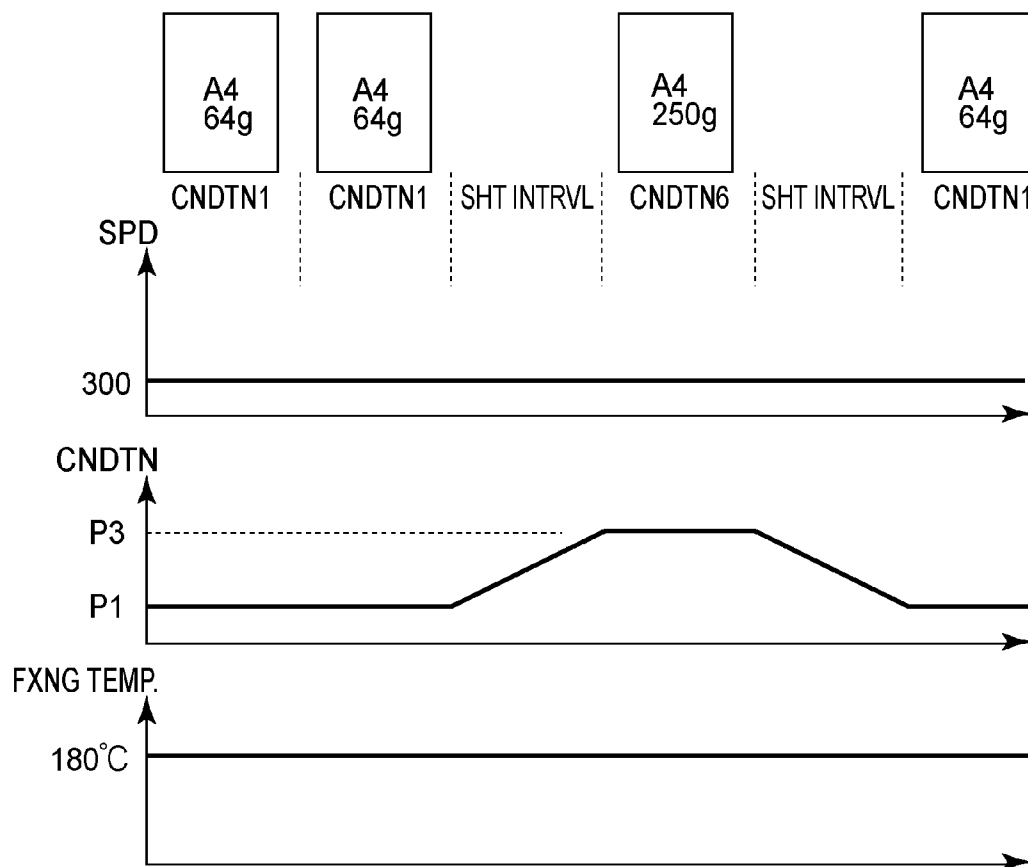 A4
64g
A4
64g
A4
250g
A4
64g
CNDTN1
CNDTN1
SHT INTRVL
CNDTN6
SHT INTRVL
CNDTN1
SPD
300
CNDTN
P3
P1
FXNG TEMP.
180℃